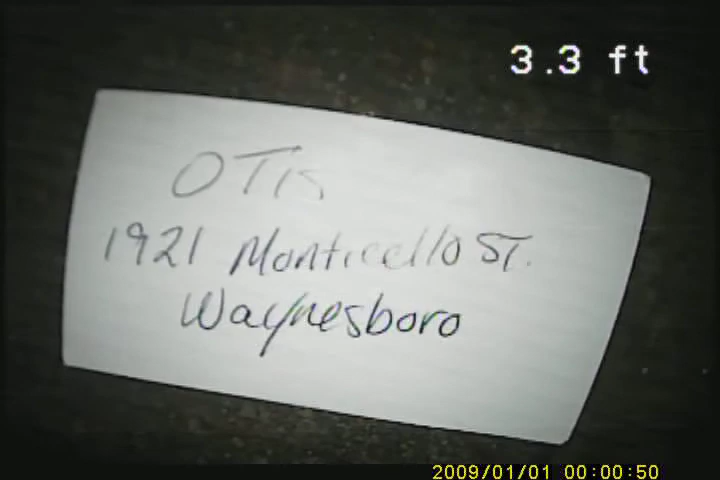 3.3 ft
OTis
1921 Monticello ST.
Waynesboro
2009/01/01 00:00:50